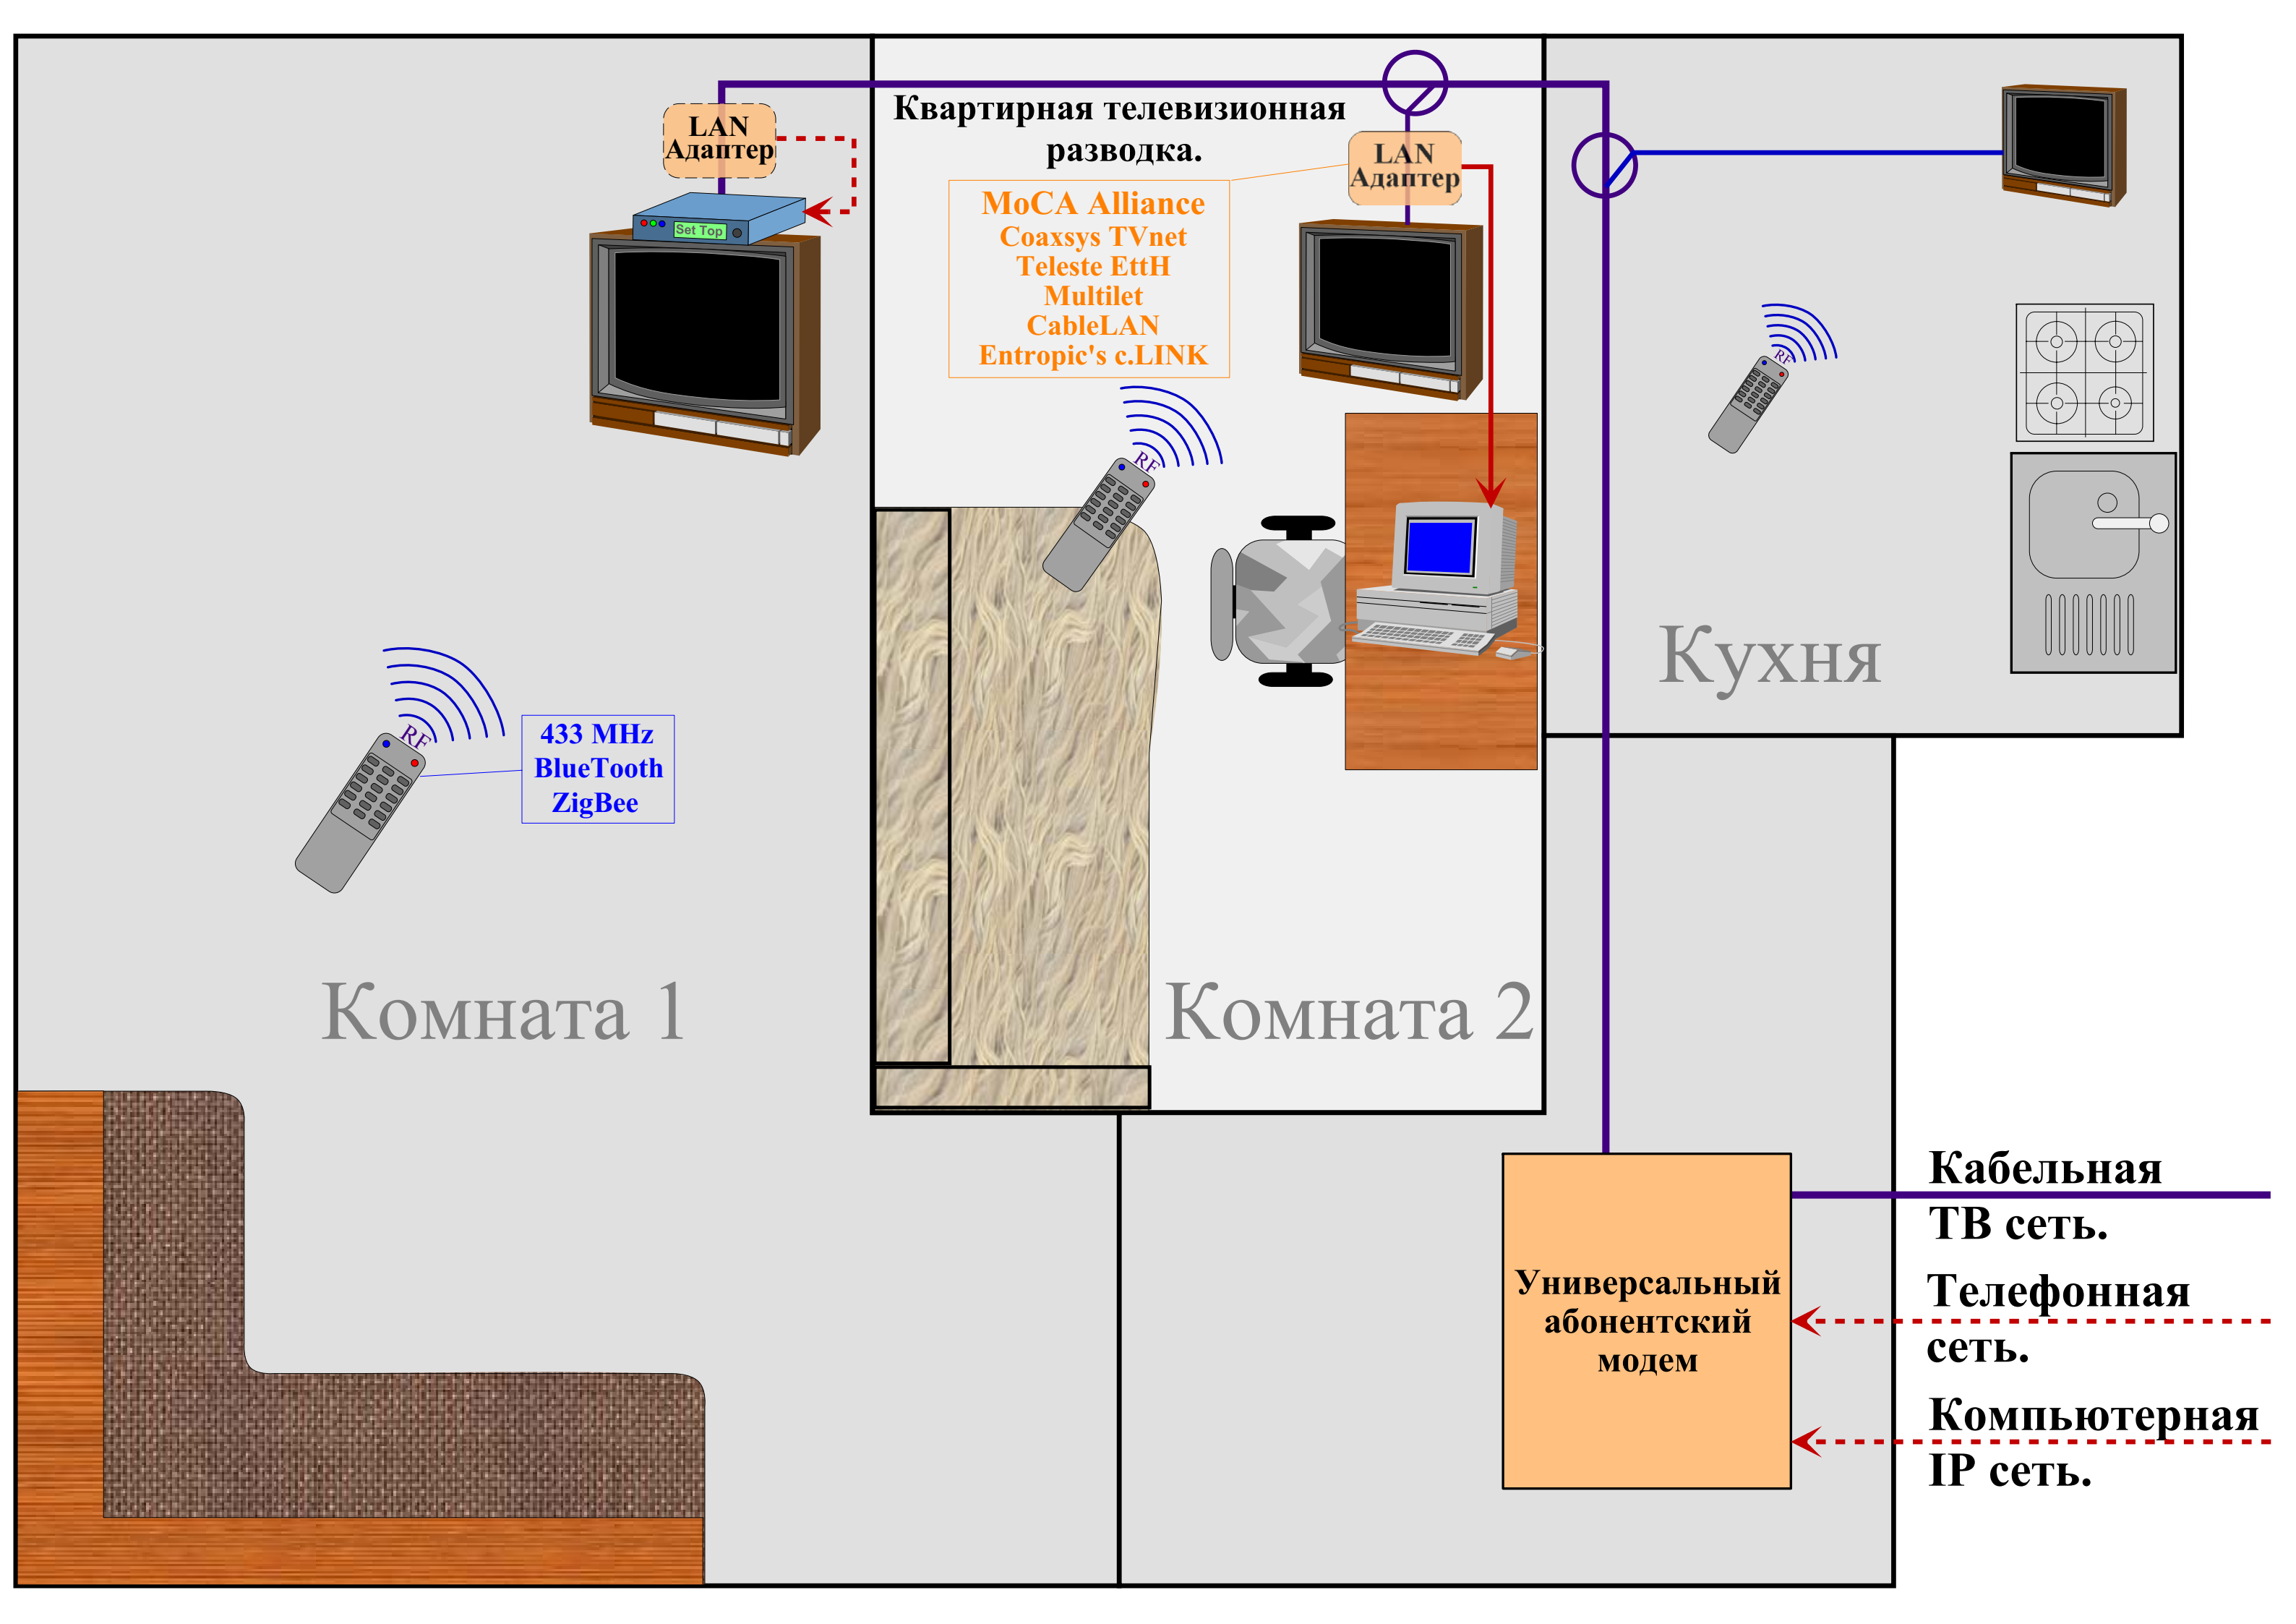 Квартирная телевизионная
разводка.
LAN
Адаптер
Set Top
LAN
Адаптер
MoCA Alliance
Coaxsys TVnet
Teleste EttH
Multilet
CableLAN
Entropic's c.LINK
RF
RF
RF
433 MHz
BlueTooth
ZigBee
Кухня
Комната 1
Комната 2
Универсальный
абонентский
модем
Кабельная
ТВ сеть.
Телефонная
сеть.
Компьютерная
IP сеть.